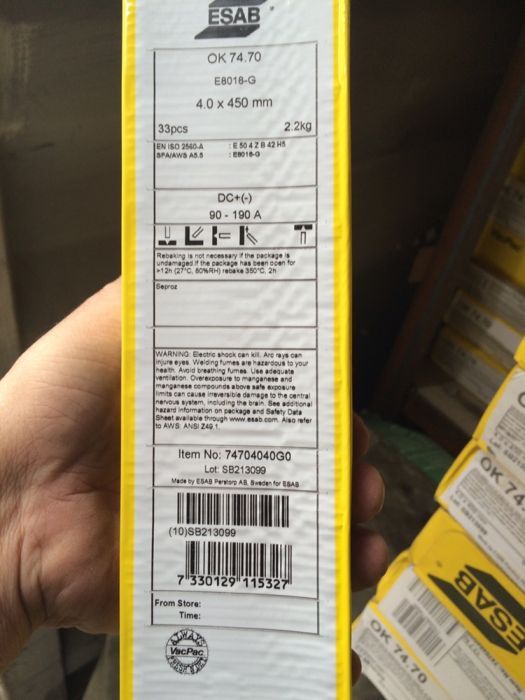 ESAB
OK 74.70
E8018-G
4.0 x 450 mm
33pcs 2.2kg
EN ISO 2560-A : E 50 4 Z B 42 H5
SFA/AWS A5.5 : E8018-G
DC+(-)
90 - 190 A
Rebaking is not necessary if the package is
undamaged. If the package has been open for
>12h (27°C, 80%RH) rebake 350°C, 2h
Seproz
WARNING: Electric shock can kill. Arc rays can
injure eyes. Welding fumes are hazardous to your
health. Avoid breathing fumes. Use adequate
ventilation. Overexposure to manganese and
manganese compounds above safe exposure
limits can cause irreversible damage to the central
nervous system, including the brain. See additional
hazard information on package and Safety Data
Sheet available through www.esab.com. Also refer
to AWS: ANSI Z49.1.
Item No: 74704040G0
Lot: SB213099
Made by ESAB Perstorp AB, Sweden for ESAB
(10)SB213099
7 330129 115327
From Store:
Time:
ALWAYS
VacPac
OK 74.
ESAB
OK 74.70